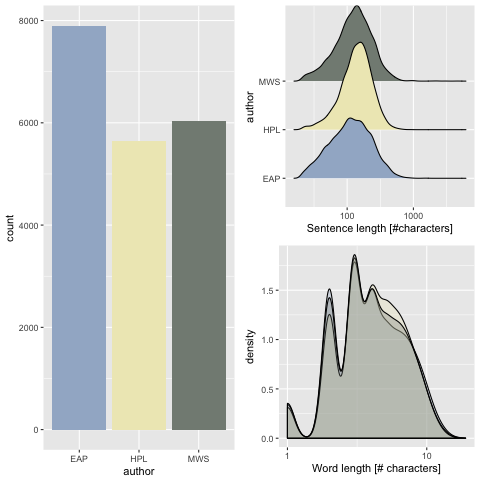 8000
6000
4000
2000
0
count
EAP HPL MWS
author
MWS
HPL
EAP
author
100 1000
Sentence length [#characters]
1.5
1.0
0.5
0.0
density
1 10
Word length [# characters]